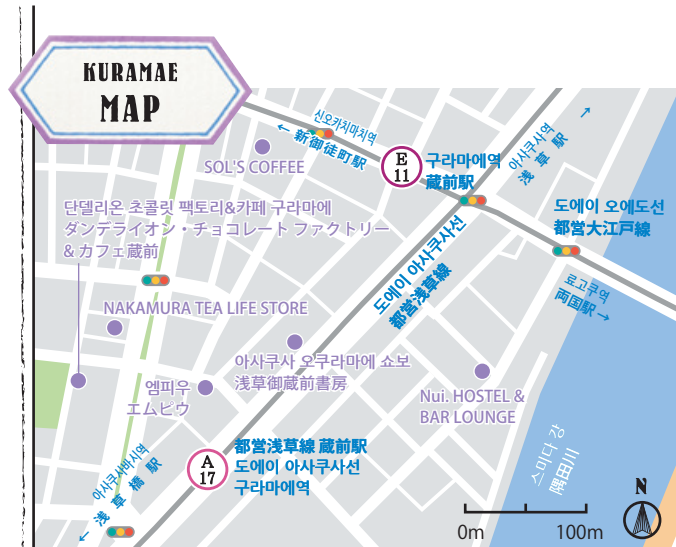 KURAMAE
MAP
신오카치마치역
← 新御徒町駅
E
11
구라마에역
蔵前駅
아사쿠사역
浅草駅 →
SOL'S COFFEE
단델리온 초콜릿 팩토리&카페 구라마에
ダンデライオン・チョコレート ファクトリー
& カフェ蔵前
도에이 오에도선
都営大江戸線
도에이 아사쿠사선
都営浅草線
료고쿠역
両国駅 →
NAKAMURA TEA LIFE STORE
아사쿠사 오쿠라마에 쇼보
浅草御蔵前書房
엠피우
エムピウ
Nui. HOSTEL &
BAR LOUNGE
스미다 강
三田醫
A
17
都営浅草線 蔵前駅
도에이 아사쿠사선
구라마에역
아사쿠사바시역
← 浅草橋駅
0m 100m
N